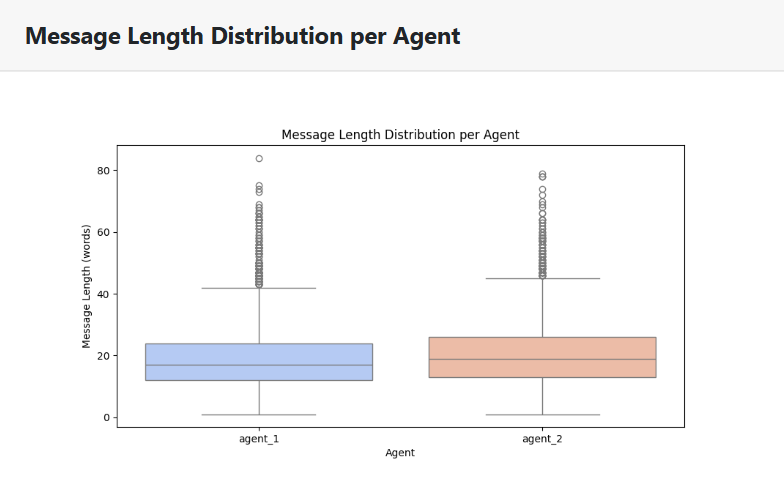 Message Length Distribution per Agent
Message Length Distribution per Agent
80
60
40
20
0
Message Length (words)
agent_1 agent_2
Agent